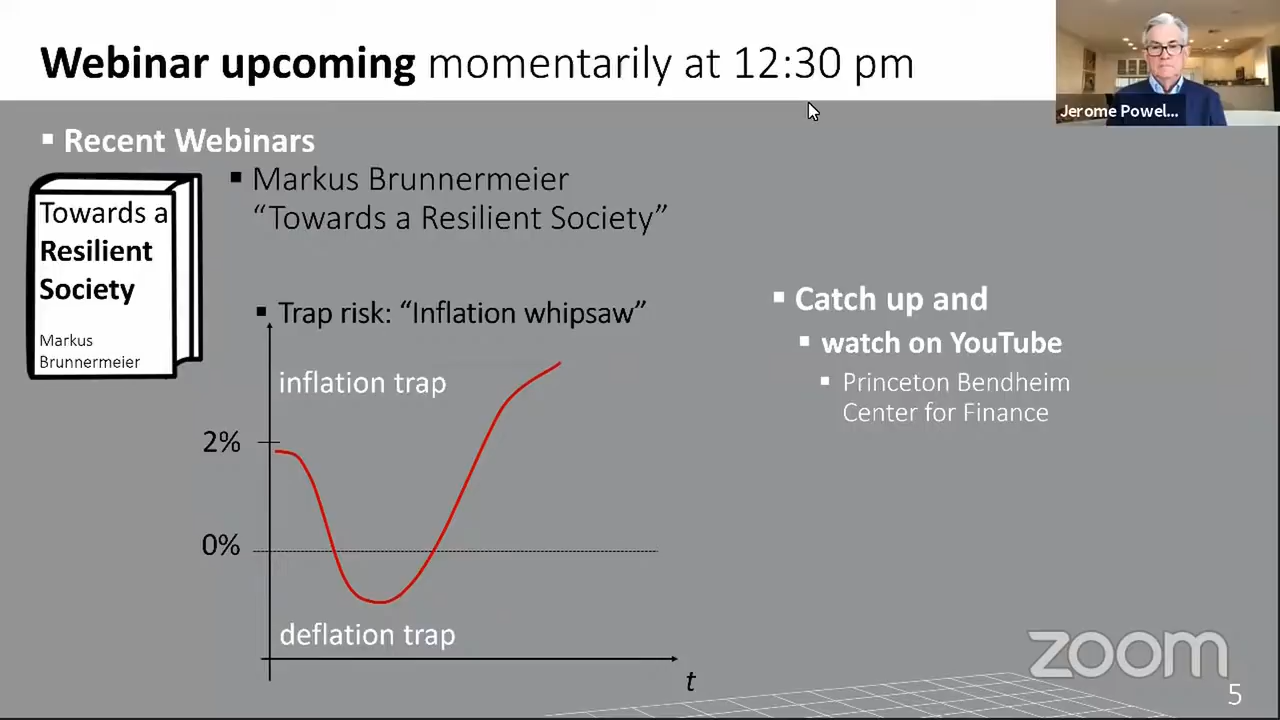 Webinar upcoming momentarily at 12:30 pm
Jerome Powel...
▪ Recent Webinars
▪ Markus Brunnermeier
“Towards a Resilient Society”
Towards a
Resilient
Society
Markus
Brunnermeier
▪ Trap risk: “Inflation whipsaw”
inflation trap
2%
0%
deflation trap
t
▪ Catch up and
▪ watch on YouTube
▪ Princeton Bendheim
Center for Finance
zoom
5